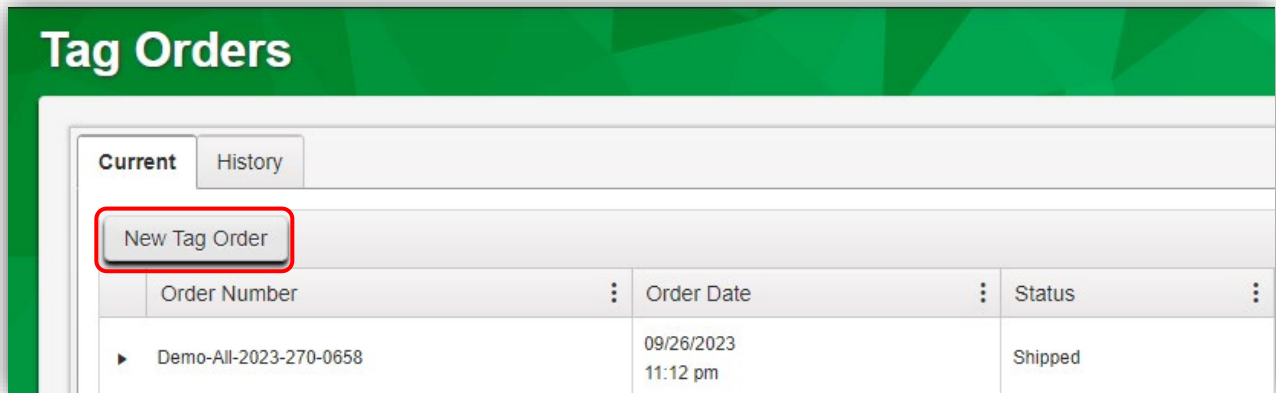 Tag Orders
Current History
New Tag Order
Order Number Order Date Status
Demo-All-2023-270-0658 09/26/2023 11:12 pm Shipped